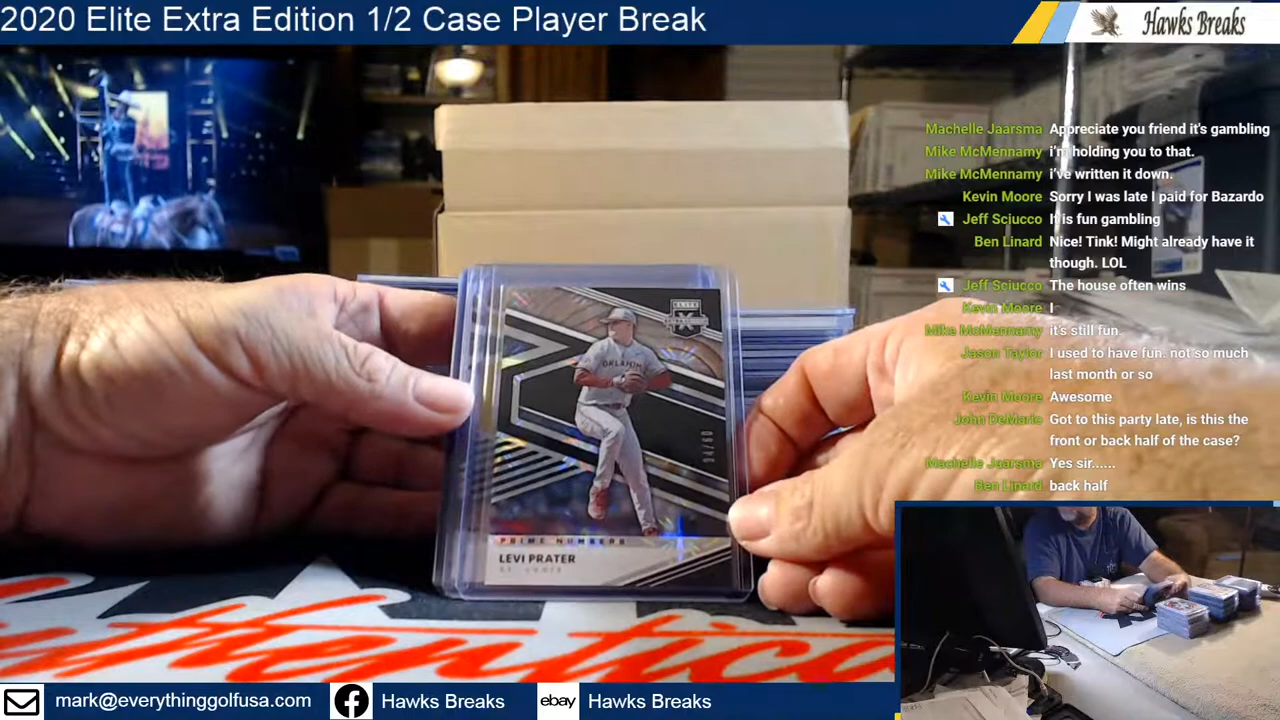 2020 Elite Extra Edition 1/2 Case Player Break
Hawks Breaks
Machelle Jaarsma Appreciate you friend it's gambling
Mike McMennamy i'm holding you to that.
Mike McMennamy i've written it down.
Kevin Moore Sorry I was late I paid for Bazardo
Jeff Sciucco It is fun gambling
Ben Linard Nice! Tink! Might already have it
though. LOL
Jeff Sciucco The house often wins
Kevin Moore I
Mike McMennamy it's still fun.
Jason Taylor I used to have fun. not so much
last month or so
Kevin Moore Awesome
John DeMarle Got to this party late, is this the
front or back half of the case?
Machelle Jaarsma Yes sir......
Ben Linard back half
ELITE
OKLAHOMA
PRIME NUMBERS
LEVI PRATER
ST. LOUIS
Authentics
mark@everythinggolfusa.com
Hawks Breaks
ebay
Hawks Breaks